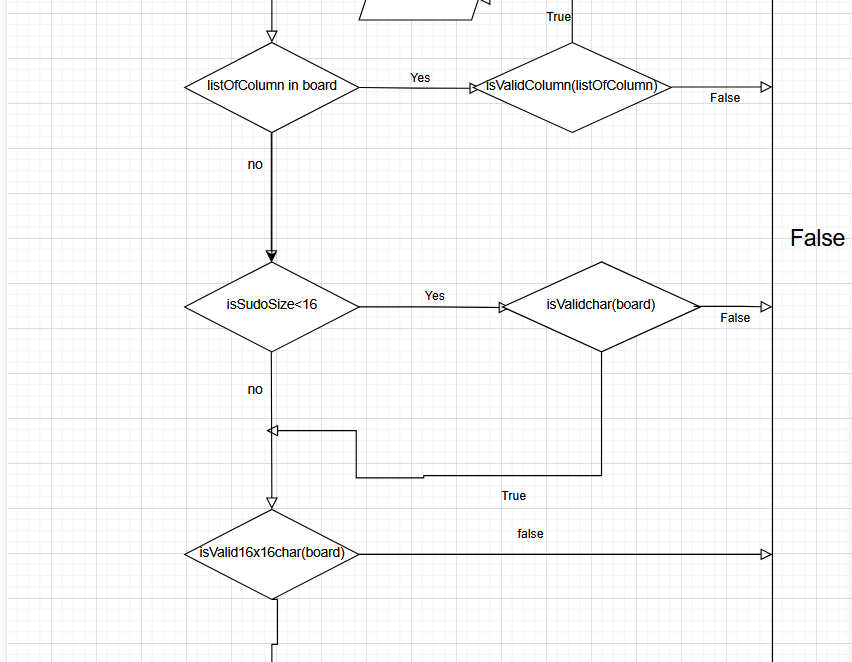 True
listOfColumn in board
Yes
isValidColumn(listOfColumn)
False
no
False
isSudoSize<16
Yes
isValidchar(board)
False
no
True
false
isValid16x16char(board)